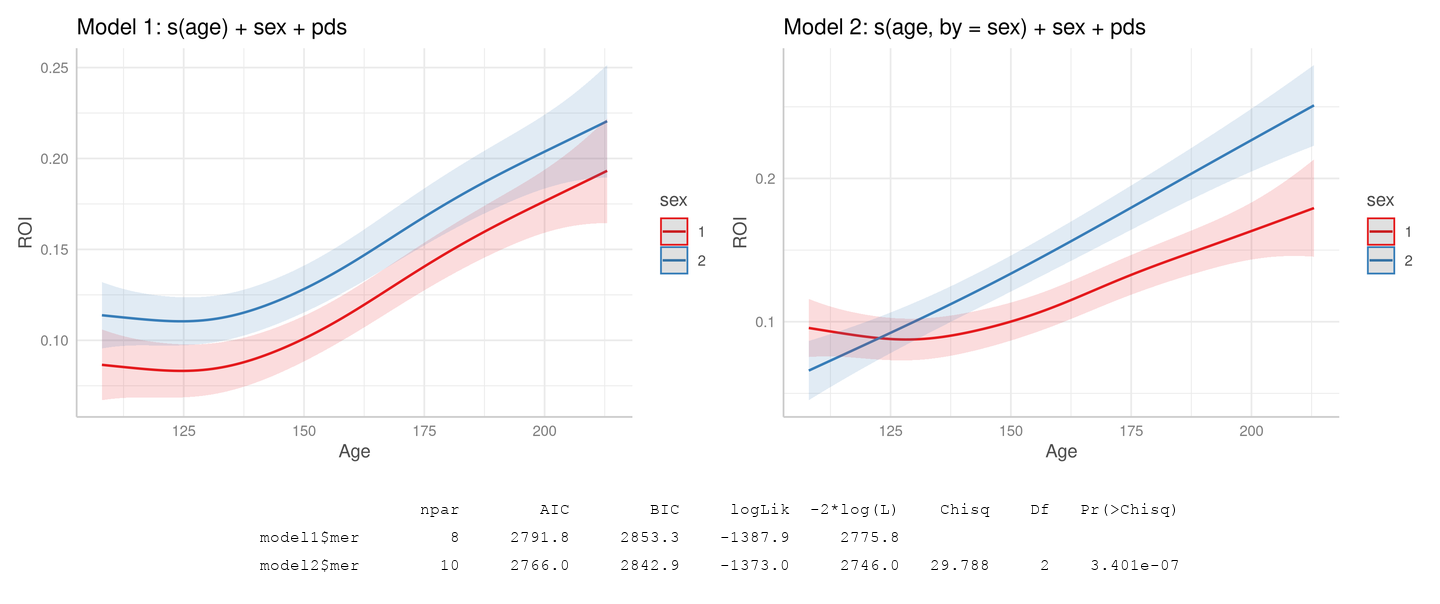 Model 1: s(age) + sex + pds
0.25
0.20
0.15
0.10
ROI
125 150 175 200
Age
sex
1
2
Model 2: s(age, by = sex) + sex + pds
0.2
0.1
ROI
125 150 175 200
Age
sex
1
2
npar AIC BIC logLik -2*log(L) Chisq Df Pr(>Chisq)
model1$mer 8 2791.8 2853.3 -1387.9 2775.8
model2$mer 10 2766.0 2842.9 -1373.0 2746.0 29.788 2 3.401e-07